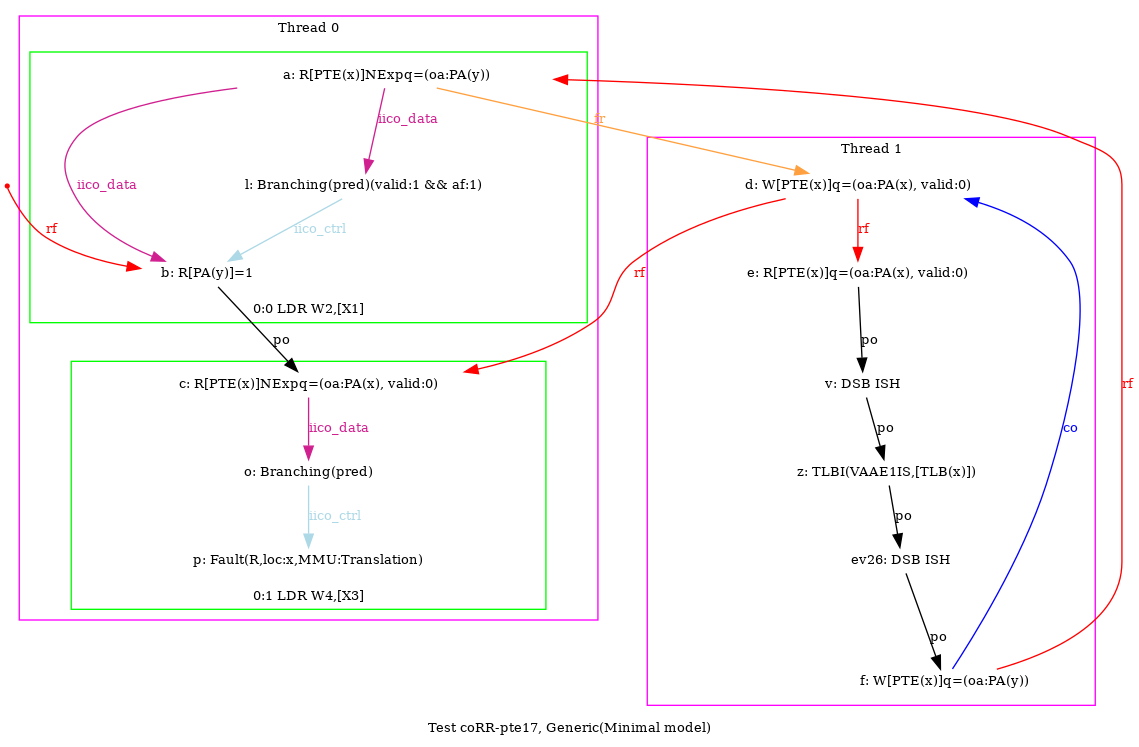 Thread 0
a: R[PTE(x)]NExpq=(oa:PA(y))
iico_data
fr
Thread 1
iico_data
l: Branching(pred)(valid:1 && af:1)
d: W[PTE(x)]q=(oa:PA(x), valid:0)
rf
iico_ctrl
rf
b: R[PA(y)]=1
rf
e: R[PTE(x)]q=(oa:PA(x), valid:0)
0:0 LDR W2,[X1]
po
po
c: R[PTE(x)]NExpq=(oa:PA(x), valid:0)
v: DSB ISH
rf
iico_data
po
co
o: Branching(pred)
z: TLBI(VAAE1IS,[TLB(x)])
iico_ctrl
po
p: Fault(R,loc:x,MMU:Translation)
ev26: DSB ISH
0:1 LDR W4,[X3]
po
f: W[PTE(x)]q=(oa:PA(y))
Test coRR-pte17, Generic(Minimal model)